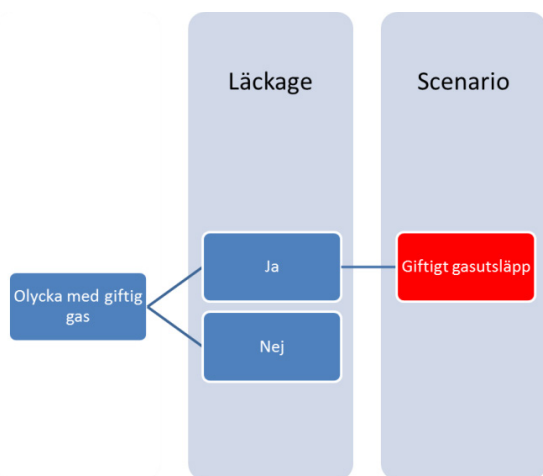 Läckage
Scenario
Ja
Giftigt gasutsläpp
Olycka med giftig
gas
Nej